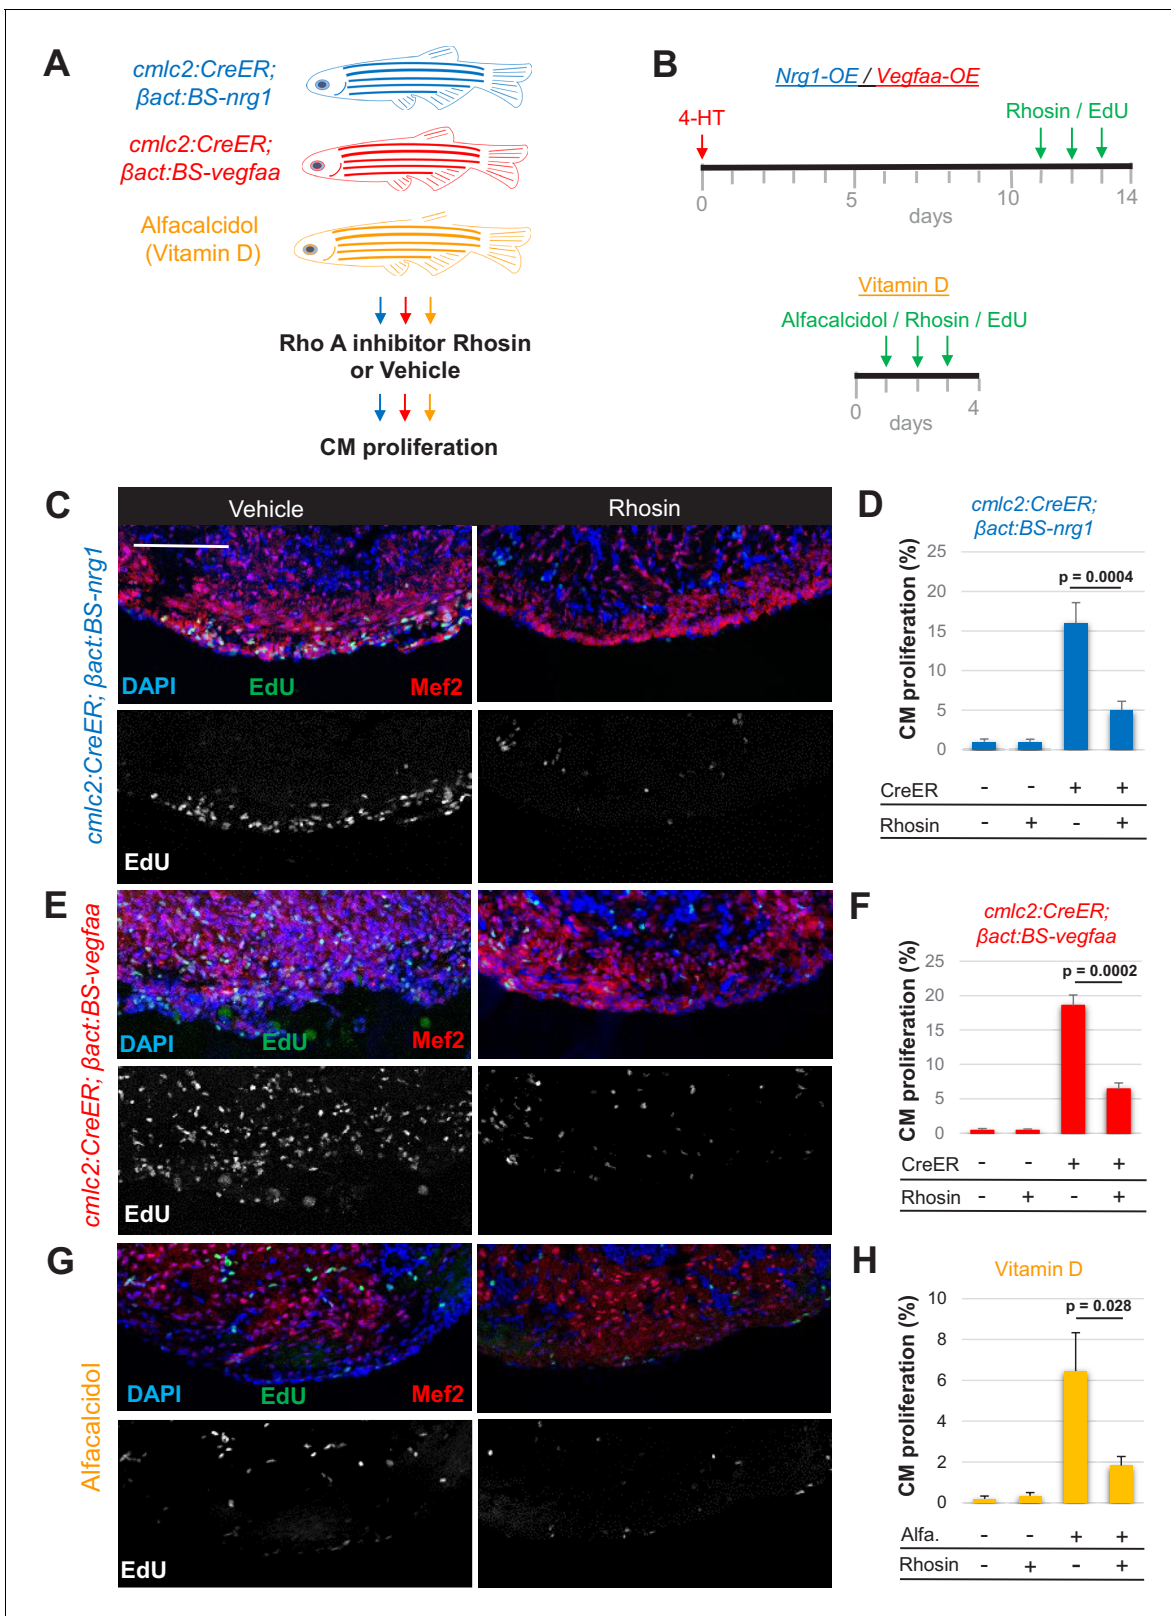 A
cmlc2:CreER;
βact:BS-nrg1
cmlc2:CreER;
βact:BS-vegfaa
Alfacalcidol
(Vitamin D)
Rho A inhibitor Rhosin
or Vehicle
CM proliferation
B
Nrg1-OE / Vegfaa-OE
4-HT
Rhosin / EdU
0
5
10
14
days
Vitamin D
Alfacalcidol / Rhosin / EdU
0
4
days
C
Vehicle
Rhosin
cmlc2:CreER; βact:BS-nrg1
DAPI
EdU
Mef2
EdU
D
cmlc2:CreER;
βact:BS-nrg1
CM proliferation (%)
25
20
15
10
5
0
p = 0.0004
CreER - - + +
Rhosin - + - +
E
cmlc2:CreER; βact:BS-vegfaa
DAPI
EdU
Mef2
EdU
F
cmlc2:CreER;
βact:BS-vegfaa
CM proliferation (%)
25
20
15
10
5
0
p = 0.0002
CreER - - + +
Rhosin - + - +
G
Alfacalcidol
DAPI
EdU
Mef2
EdU
H
Vitamin D
CM proliferation (%)
10
8
6
4
2
0
p = 0.028
Alfa. - - + +
Rhosin - + - +